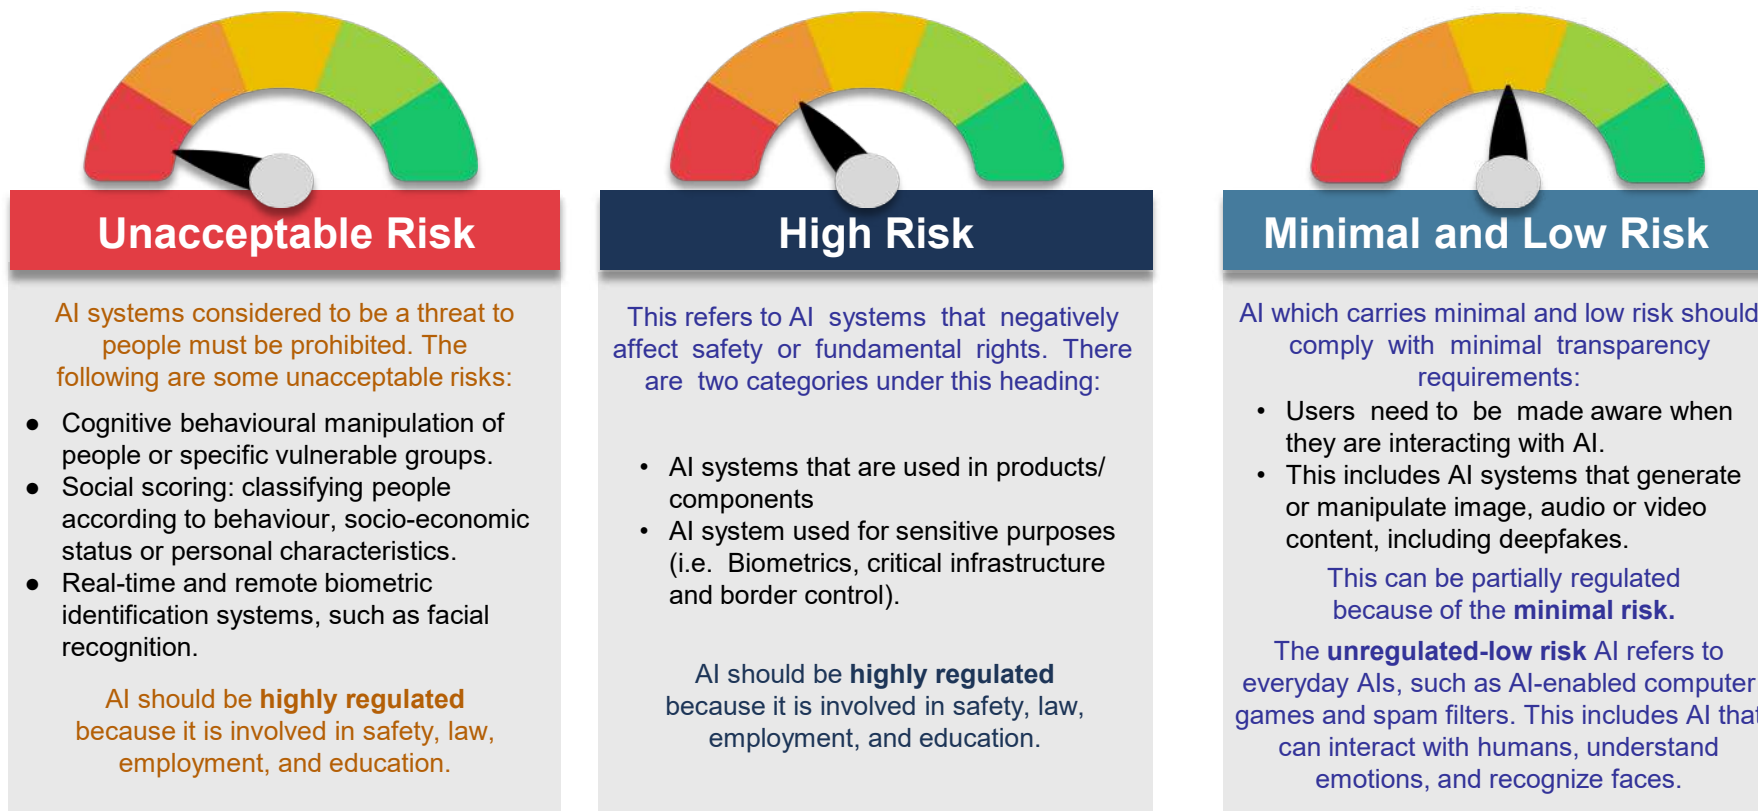 Unacceptable Risk
AI systems considered to be a threat to
people must be prohibited. The
following are some unacceptable risks:
● Cognitive behavioural manipulation of
people or specific vulnerable groups.
● Social scoring: classifying people
according to behaviour, socio-economic
status or personal characteristics.
● Real-time and remote biometric
identification systems, such as facial
recognition.
AI should be highly regulated
because it is involved in safety, law,
employment, and education.
High Risk
This refers to AI systems that negatively
affect safety or fundamental rights. There
are two categories under this heading:
• AI systems that are used in products/
components
• AI system used for sensitive purposes
(i.e. Biometrics, critical infrastructure
and border control).
AI should be highly regulated
because it is involved in safety, law,
employment, and education.
Minimal and Low Risk
AI which carries minimal and low risk should
comply with minimal transparency
requirements:
• Users need to be made aware when
they are interacting with AI.
• This includes AI systems that generate
or manipulate image, audio or video
content, including deepfakes.
This can be partially regulated
because of the minimal risk.
The unregulated-low risk AI refers to
everyday AIs, such as AI-enabled computer
games and spam filters. This includes AI that
can interact with humans, understand
emotions, and recognize faces.